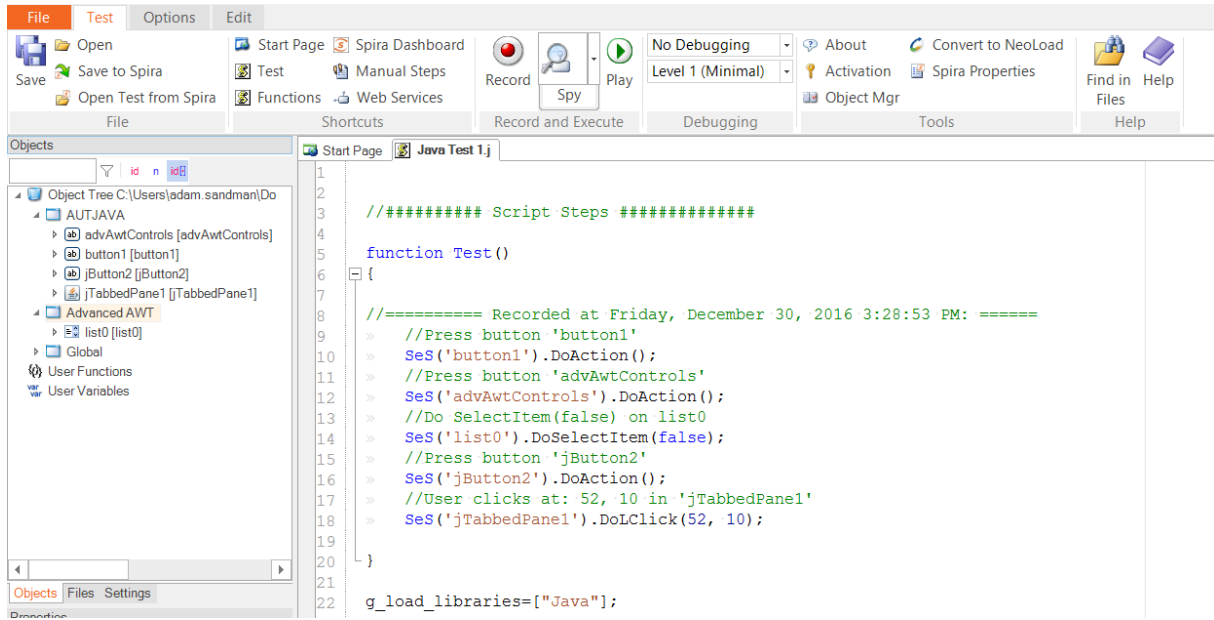 File Test Options Edit
Save
Open
Save to Spira
Open Test from Spira
File
Start Page Spira Dashboard
Test Manual Steps
Functions Web Services
Shortcuts
Record
Spy
Play
Record and Execute
No Debugging
Level 1 (Minimal)
Debugging
About Convert to NeoLoad
Activation Spira Properties
Object Mgr
Tools
Find in Files
Help
Help
Objects
id n id
Object Tree C:\Users\adam.sandman\Do
AUTJAVA
advAwtControls [advAwtControls]
button1 [button1]
jButton2 [jButton2]
jTabbedPane1 [jTabbedPane1]
Advanced AWT
list0 [list0]
Global
User Functions
User Variables
Objects Files Settings
Properties
Start Page Java Test 1.j
1
2
3 //########## Script Steps ##############
4
5 function Test()
6 {
7
8 //========== Recorded at Friday, December 30, 2016 3:28:53 PM: ======
9 //Press button 'button1'
10 SeS('button1').DoAction();
11 //Press button 'advAwtControls'
12 SeS('advAwtControls').DoAction();
13 //Do SelectItem(false) on list0
14 SeS('list0').DoSelectItem(false);
15 //Press button 'jButton2'
16 SeS('jButton2').DoAction();
17 //User clicks at: 52, 10 in 'jTabbedPane1'
18 SeS('jTabbedPane1').DoLClick(52, 10);
19
20 }
21
22 g_load_libraries=["Java"];